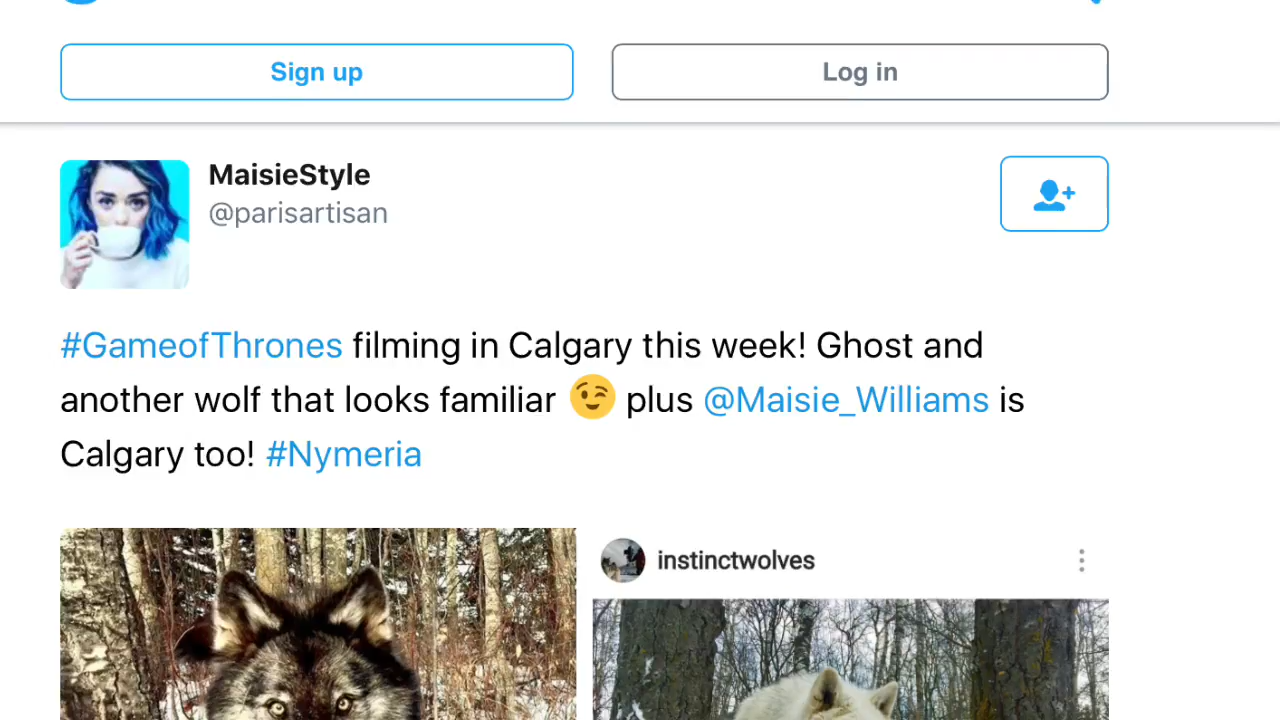 Sign up
Log in
MaisieStyle
@parisartisan
#GameofThrones filming in Calgary this week! Ghost and
another wolf that looks familiar 😉 plus @Maisie_Williams is
Calgary too! #Nymeria
instinctwolves